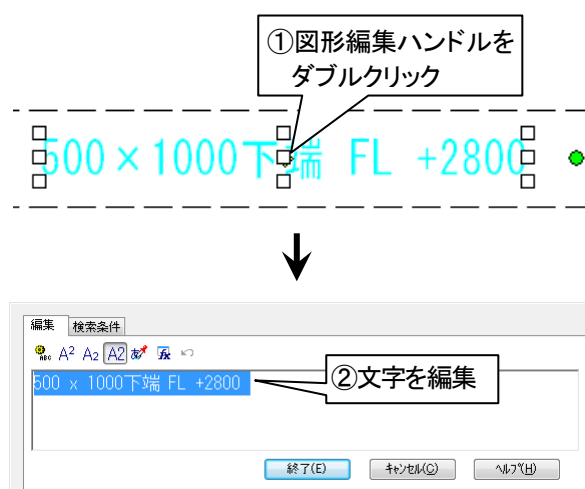 ①図形編集ハンドルを
ダブルクリック
500×1000下端 FL +2800
編集 検索条件
ABC A² A₂ A2 あ fx
500 x 1000下端 FL +2800
②文字を編集
終了(E) ｷｬﾝｾﾙ(C) ﾍﾙﾌﾟ(H)